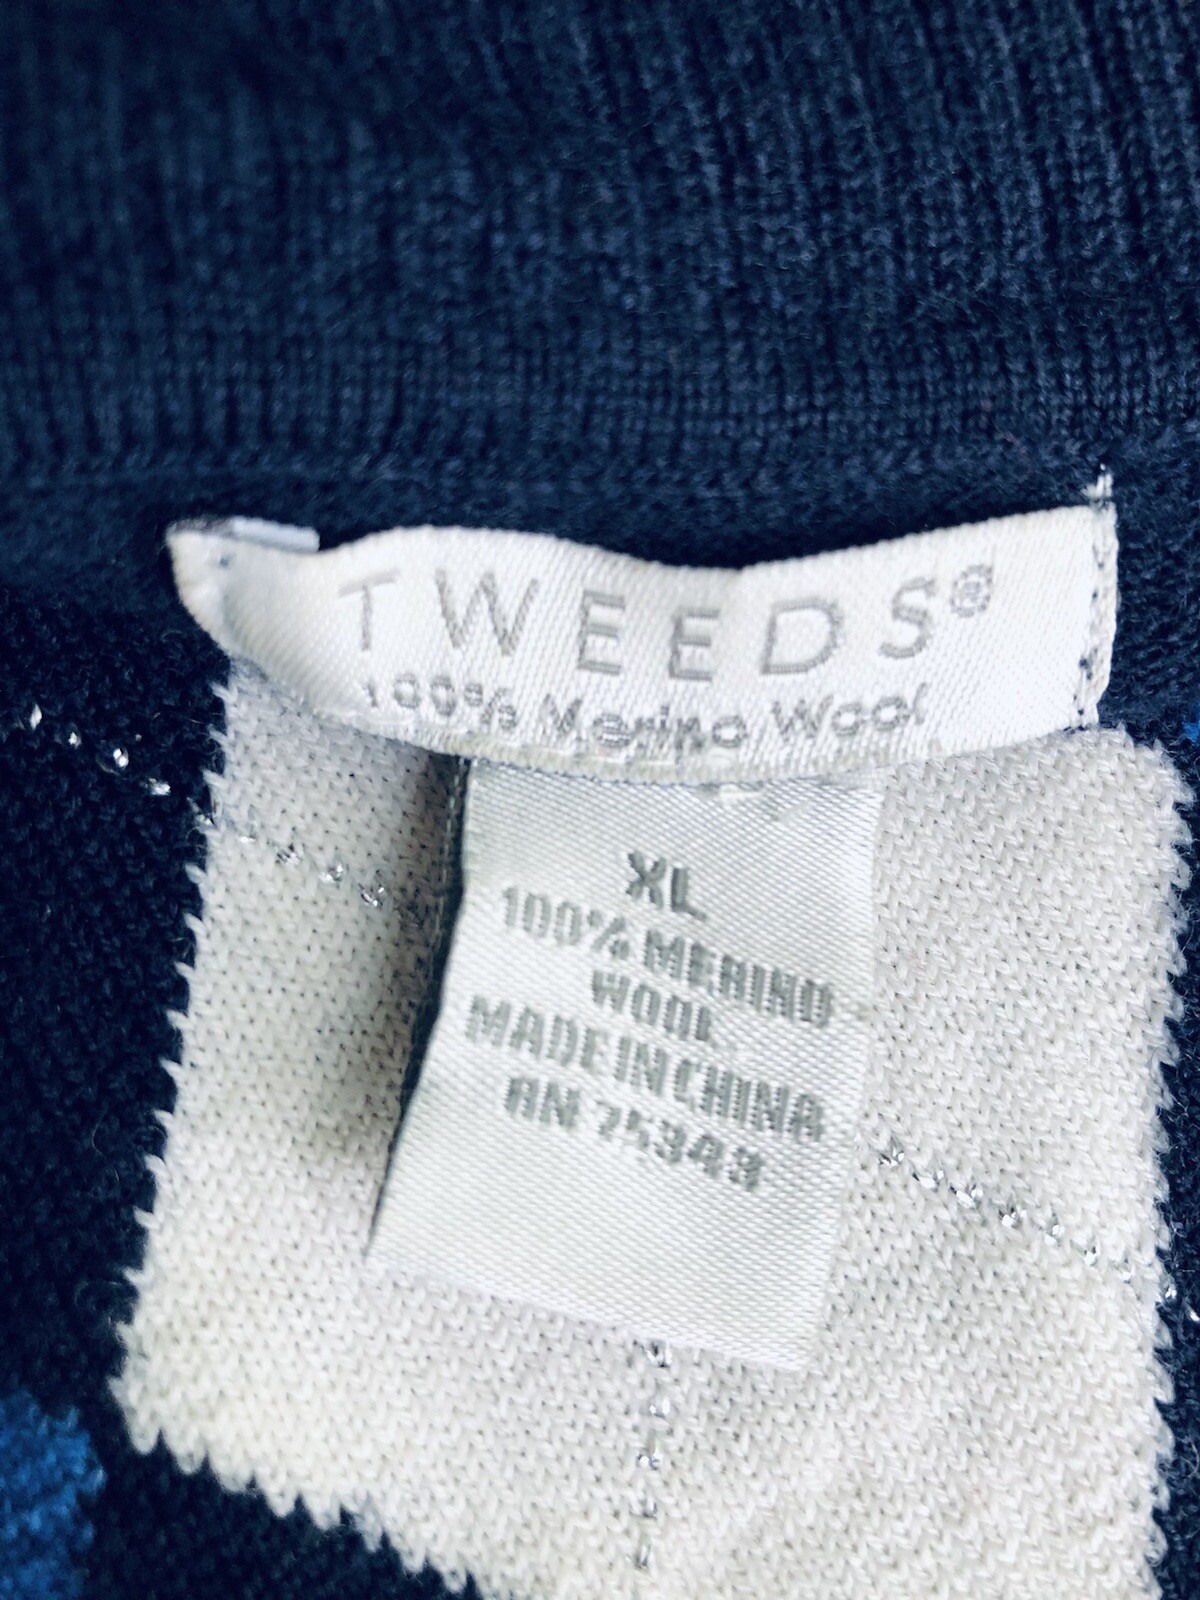 TWEEDS®
100% Merino Wool
XL
100% MERINO
WOOL
MADE IN CHINA
RN 75343